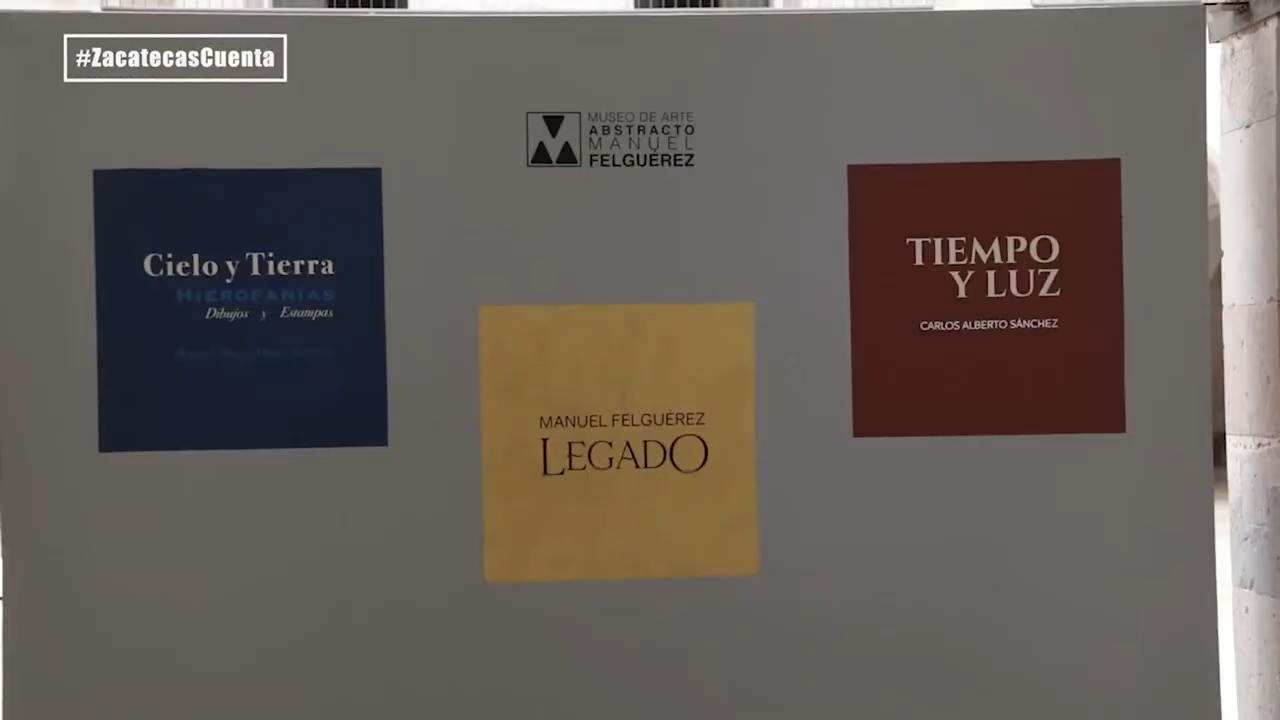 #ZacatecasCuenta
MUSEO DE ARTE
ABSTRACTO
MANUEL
FELGUÉREZ
Cielo y Tierra
HIEROFANÍAS
Dibujos y Estampas
MANUEL FELGUÉREZ
LEGADO
TIEMPO
Y LUZ
CARLOS ALBERTO SÁNCHEZ